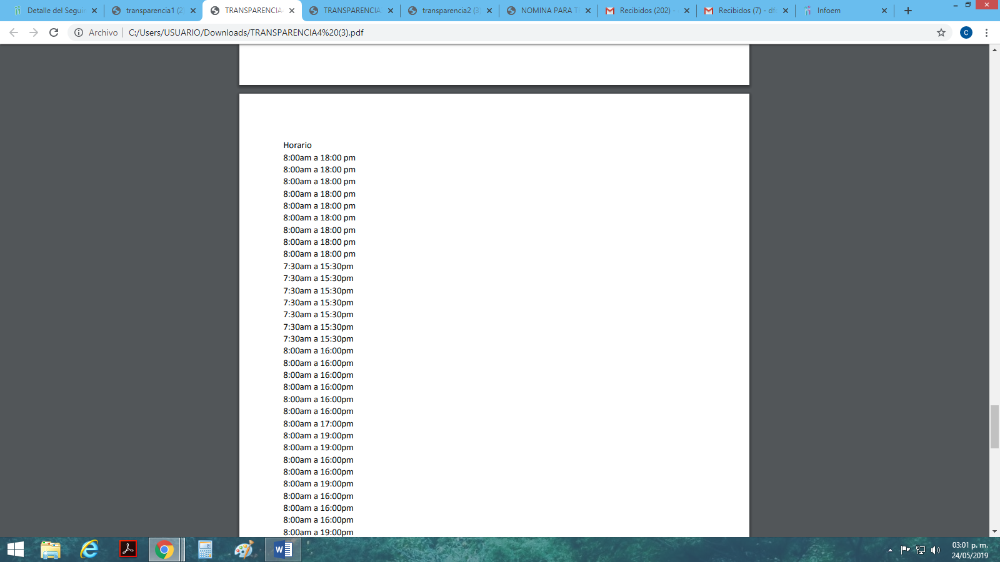 Detalle del Segui
transparencia1 (2
TRANSPARENCIA
TRANSPARENCIA
transparencia2 (3
NOMINA PARA T
Recibidos (202) -
Recibidos (7) - df
Infoem
Archivo
C:/Users/USUARIO/Downloads/TRANSPARENCIA4%20(3).pdf
C
Horario
8:00am a 18:00 pm
8:00am a 18:00 pm
8:00am a 18:00 pm
8:00am a 18:00 pm
8:00am a 18:00 pm
8:00am a 18:00 pm
8:00am a 18:00 pm
8:00am a 18:00 pm
8:00am a 18:00 pm
7:30am a 15:30pm
7:30am a 15:30pm
7:30am a 15:30pm
7:30am a 15:30pm
7:30am a 15:30pm
7:30am a 15:30pm
7:30am a 15:30pm
8:00am a 16:00pm
8:00am a 16:00pm
8:00am a 16:00pm
8:00am a 16:00pm
8:00am a 16:00pm
8:00am a 16:00pm
8:00am a 17:00pm
8:00am a 19:00pm
8:00am a 19:00pm
8:00am a 16:00pm
8:00am a 16:00pm
8:00am a 19:00pm
8:00am a 16:00pm
8:00am a 16:00pm
8:00am a 16:00pm
8:00am a 19:00pm
03:01 p. m.
24/05/2019